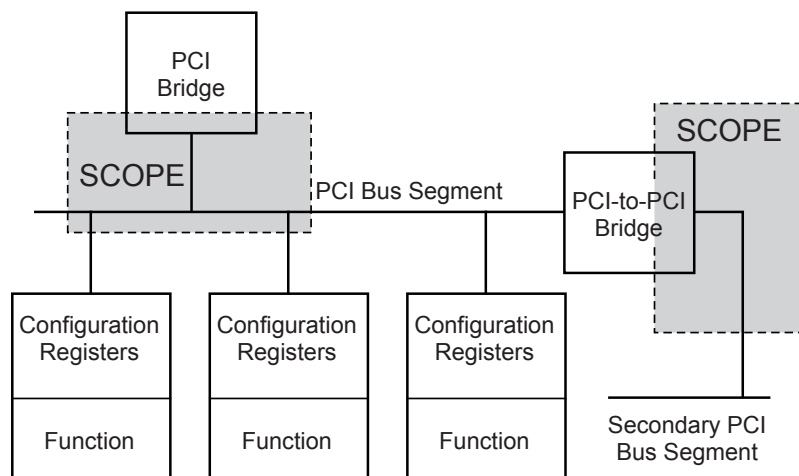 PCI
Bridge
SCOPE
SCOPE
PCI Bus Segment
PCI-to-PCI
Bridge
Configuration
Registers
Function
Configuration
Registers
Function
Configuration
Registers
Function
Secondary PCI
Bus Segment